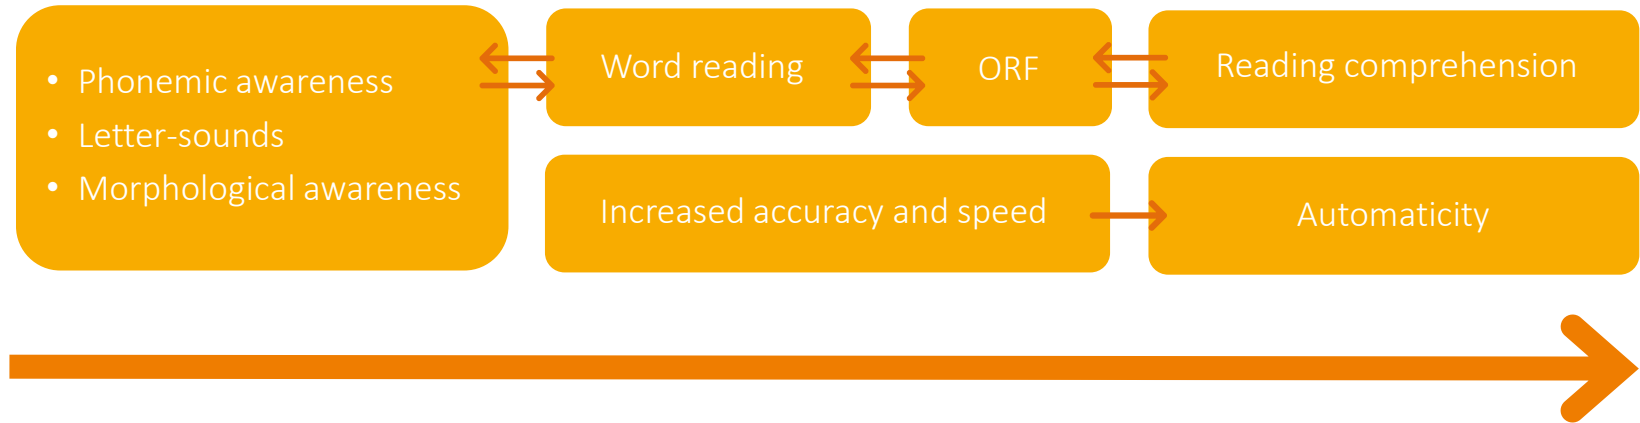 • Phonemic awareness
• Letter-sounds
• Morphological awareness
Word reading
ORF
Reading comprehension
Increased accuracy and speed
Automaticity